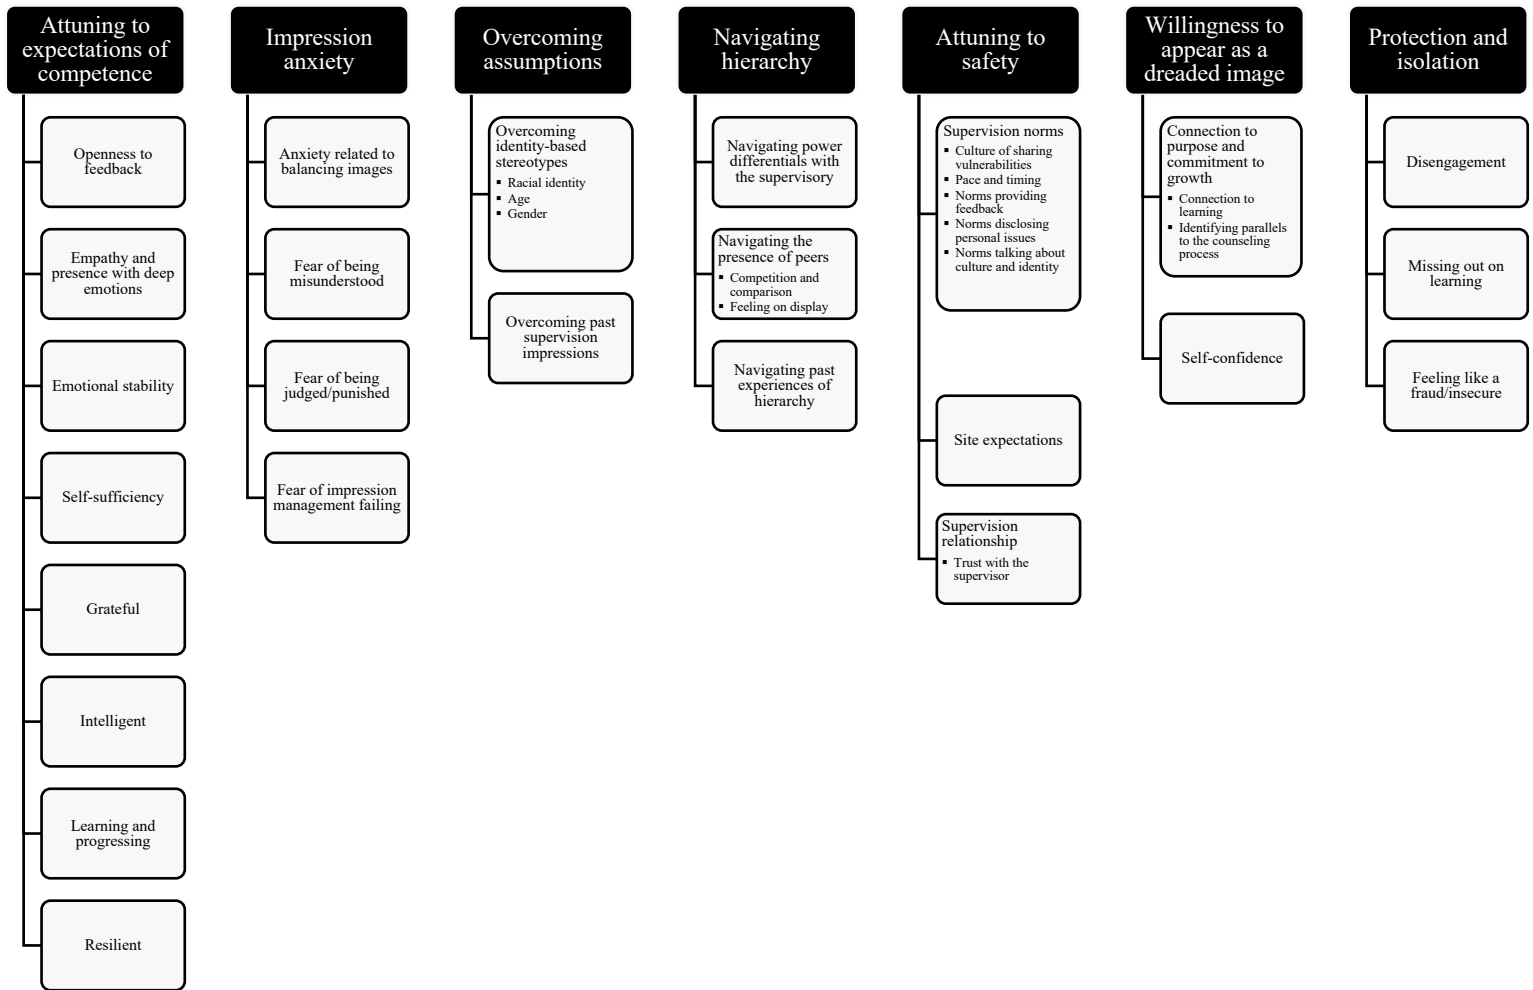 Attuning to
expectations of
competence
Openness to
feedback
Empathy and
presence with deep
emotions
Emotional stability
Self-sufficiency
Grateful
Intelligent
Learning and
progressing
Resilient
Impression
anxiety
Anxiety related to
balancing images
Fear of being
misunderstood
Fear of being
judged/punished
Fear of impression
management failing
Overcoming
assumptions
Overcoming
identity-based
stereotypes
▪ Racial identity
▪ Age
▪ Gender
Overcoming past
supervision
impressions
Navigating
hierarchy
Navigating power
differentials with
the supervisory
Navigating the
presence of peers
▪ Competition and
comparison
▪ Feeling on display
Navigating past
experiences of
hierarchy
Attuning to
safety
Supervision norms
▪ Culture of sharing
vulnerabilities
▪ Pace and timing
▪ Norms providing
feedback
▪ Norms disclosing
personal issues
▪ Norms talking about
culture and identity
Site expectations
Supervision
relationship
▪ Trust with the
supervisor
Willingness to
appear as a
dreaded image
Connection to
purpose and
commitment to
growth
▪ Connection to
learning
▪ Identifying parallels
to the counseling
process
Self-confidence
Protection and
isolation
Disengagement
Missing out on
learning
Feeling like a
fraud/insecure